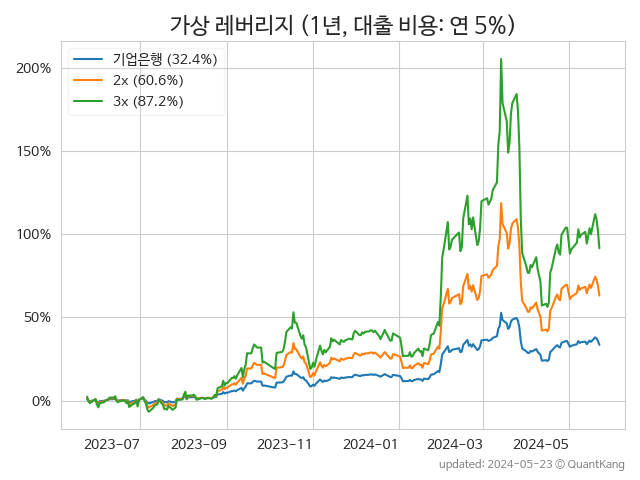 가상 레버리지 (1년, 대출 비용: 연 5%)
기업은행 (32.4%)
2x (60.6%)
3x (87.2%)
200%
150%
100%
50%
0%
2023-07 2023-09 2023-11 2024-01 2024-03 2024-05
updated: 2024-05-23 © QuantKang